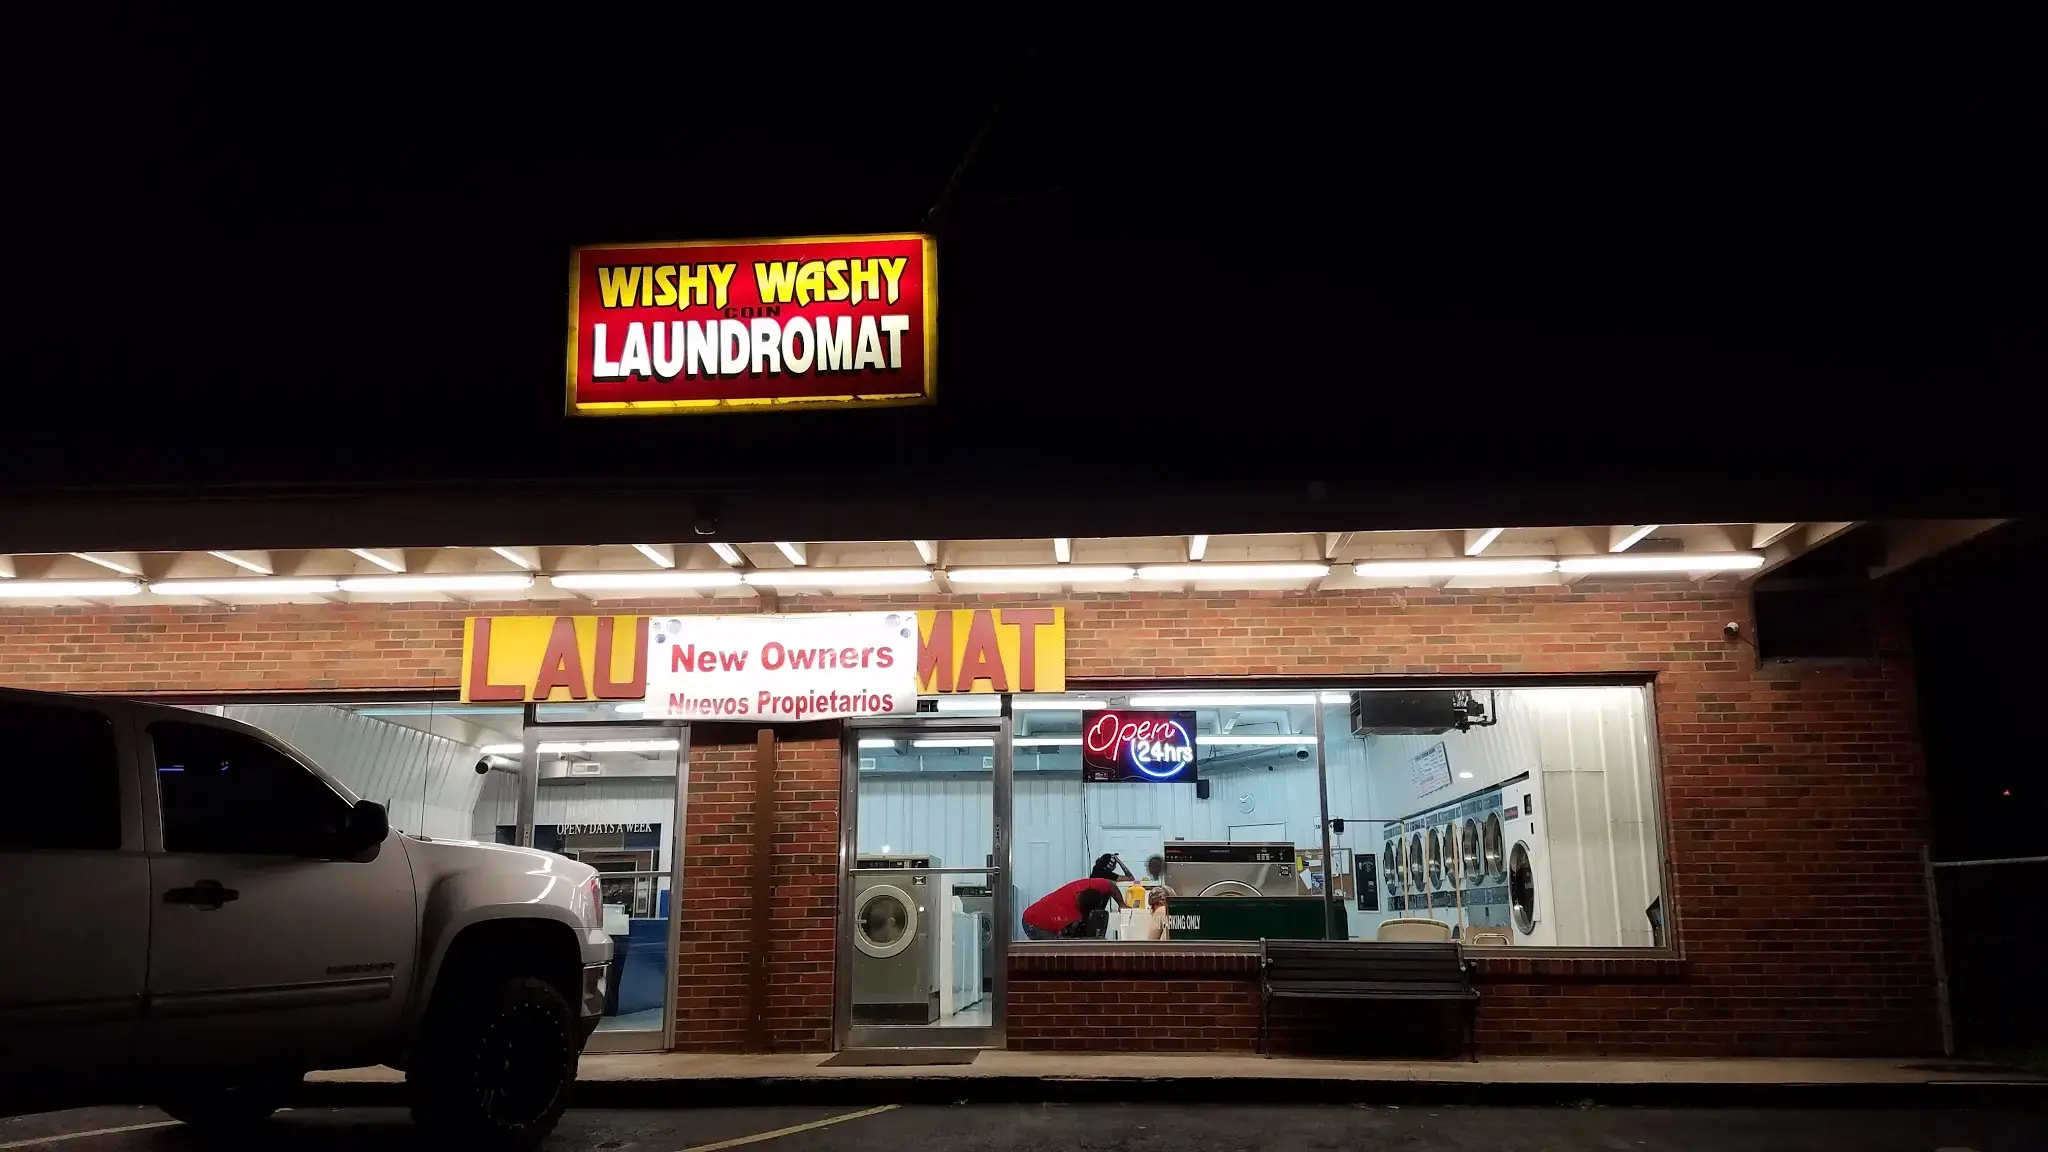 WISHY WASHY
COIN
LAUNDROMAT
LAU
MAT
New Owners
Nuevos Propietarios
Open
24hrs
OPEN 7 DAYS A WEEK
PARKING ONLY